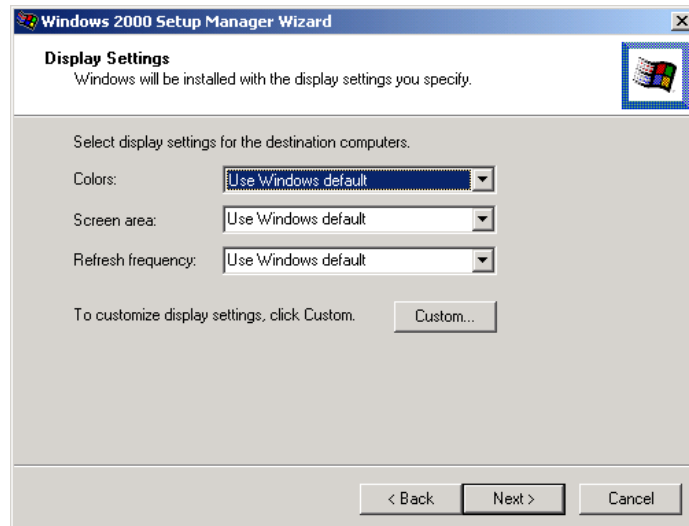 Windows 2000 Setup Manager Wizard
Display Settings
Windows will be installed with the display settings you specify.
Select display settings for the destination computers.
Colors: Use Windows default
Screen area: Use Windows default
Refresh frequency: Use Windows default
To customize display settings, click Custom. Custom...
< Back Next > Cancel